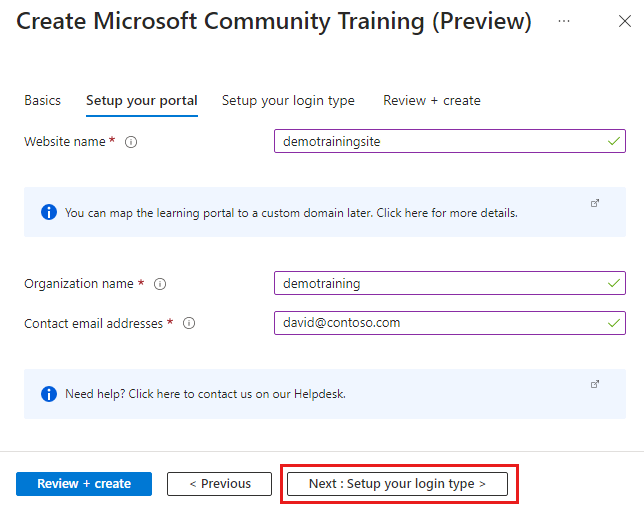 Create Microsoft Community Training (Preview) ...
Basics Setup your portal Setup your login type Review + create
Website name * demotrainingsite
You can map the learning portal to a custom domain later. Click here for more details.
Organization name * demotraining
Contact email addresses * david@contoso.com
Need help? Click here to contact us on our Helpdesk.
Review + create < Previous Next : Setup your login type >